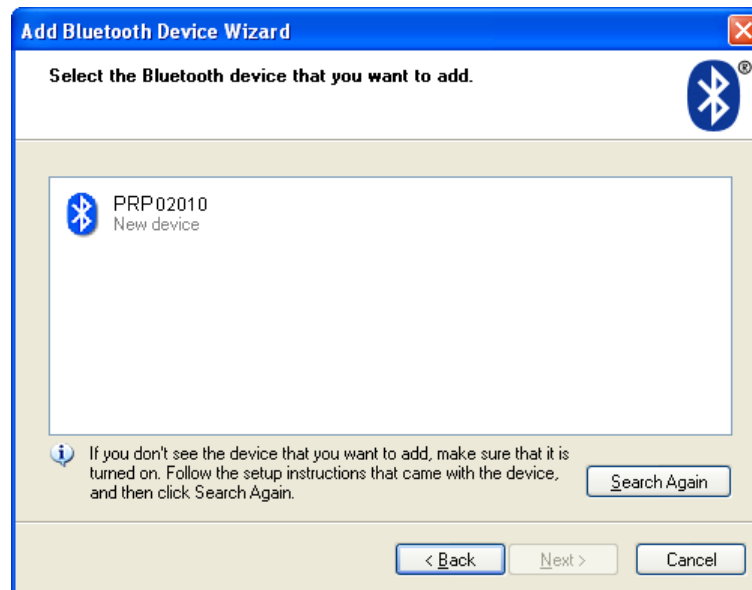 Add Bluetooth Device Wizard
Select the Bluetooth device that you want to add.
®
PRP02010
New device
If you don't see the device that you want to add, make sure that it is
turned on. Follow the setup instructions that came with the device,
and then click Search Again.
Search Again
< Back
Next >
Cancel